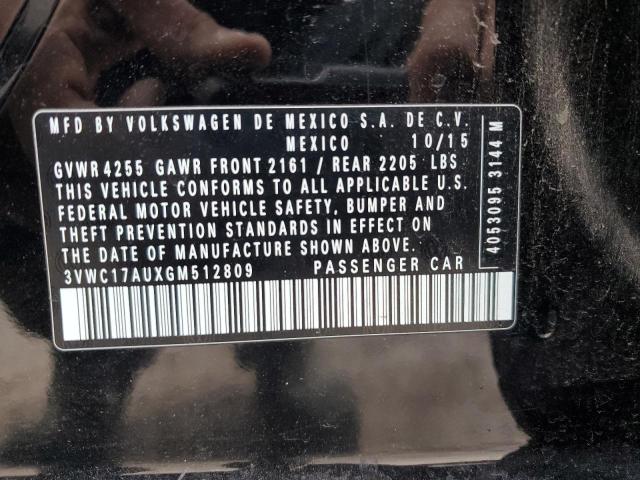 MFD BY VOLKSWAGEN DE MEXICO S.A. DE C.V.
MEXICO 10/15
GVWR 4255 GAWR FRONT 2161 / REAR 2205 LBS
THIS VEHICLE CONFORMS TO ALL APPLICABLE U.S.
FEDERAL MOTOR VEHICLE SAFETY, BUMPER AND
THEFT PREVENTION STANDARDS IN EFFECT ON
THE DATE OF MANUFACTURE SHOWN ABOVE.
3VWC17AUXGM512809 PASSENGER CAR
4053095 3144 M